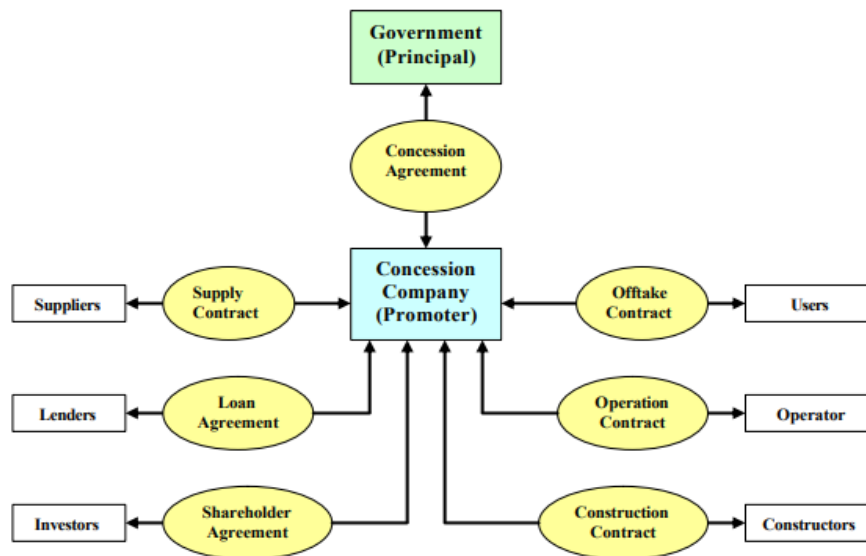 Government
(Principal)
Concession
Agreement
Concession
Company
(Promoter)
Suppliers
Supply
Contract
Offtake
Contract
Users
Lenders
Loan
Agreement
Operation
Contract
Operator
Investors
Shareholder
Agreement
Construction
Contract
Constructors